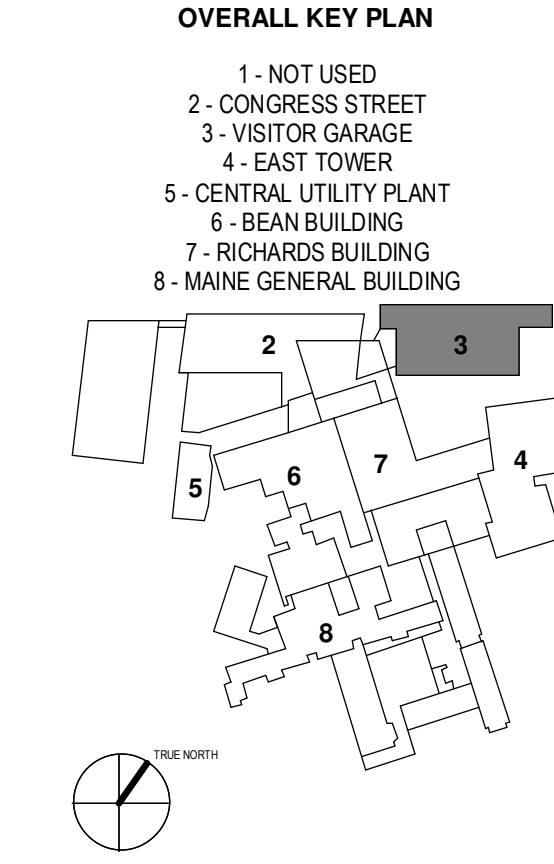 OVERALL KEY PLAN
1 - NOT USED
2 - CONGRESS STREET
3 - VISITOR GARAGE
4 - EAST TOWER
5 - CENTRAL UTILITY PLANT
6 - BEAN BUILDING
7 - RICHARDS BUILDING
8 - MAINE GENERAL BUILDING
2
3
7
4
6
5
8
TRUE NORTH